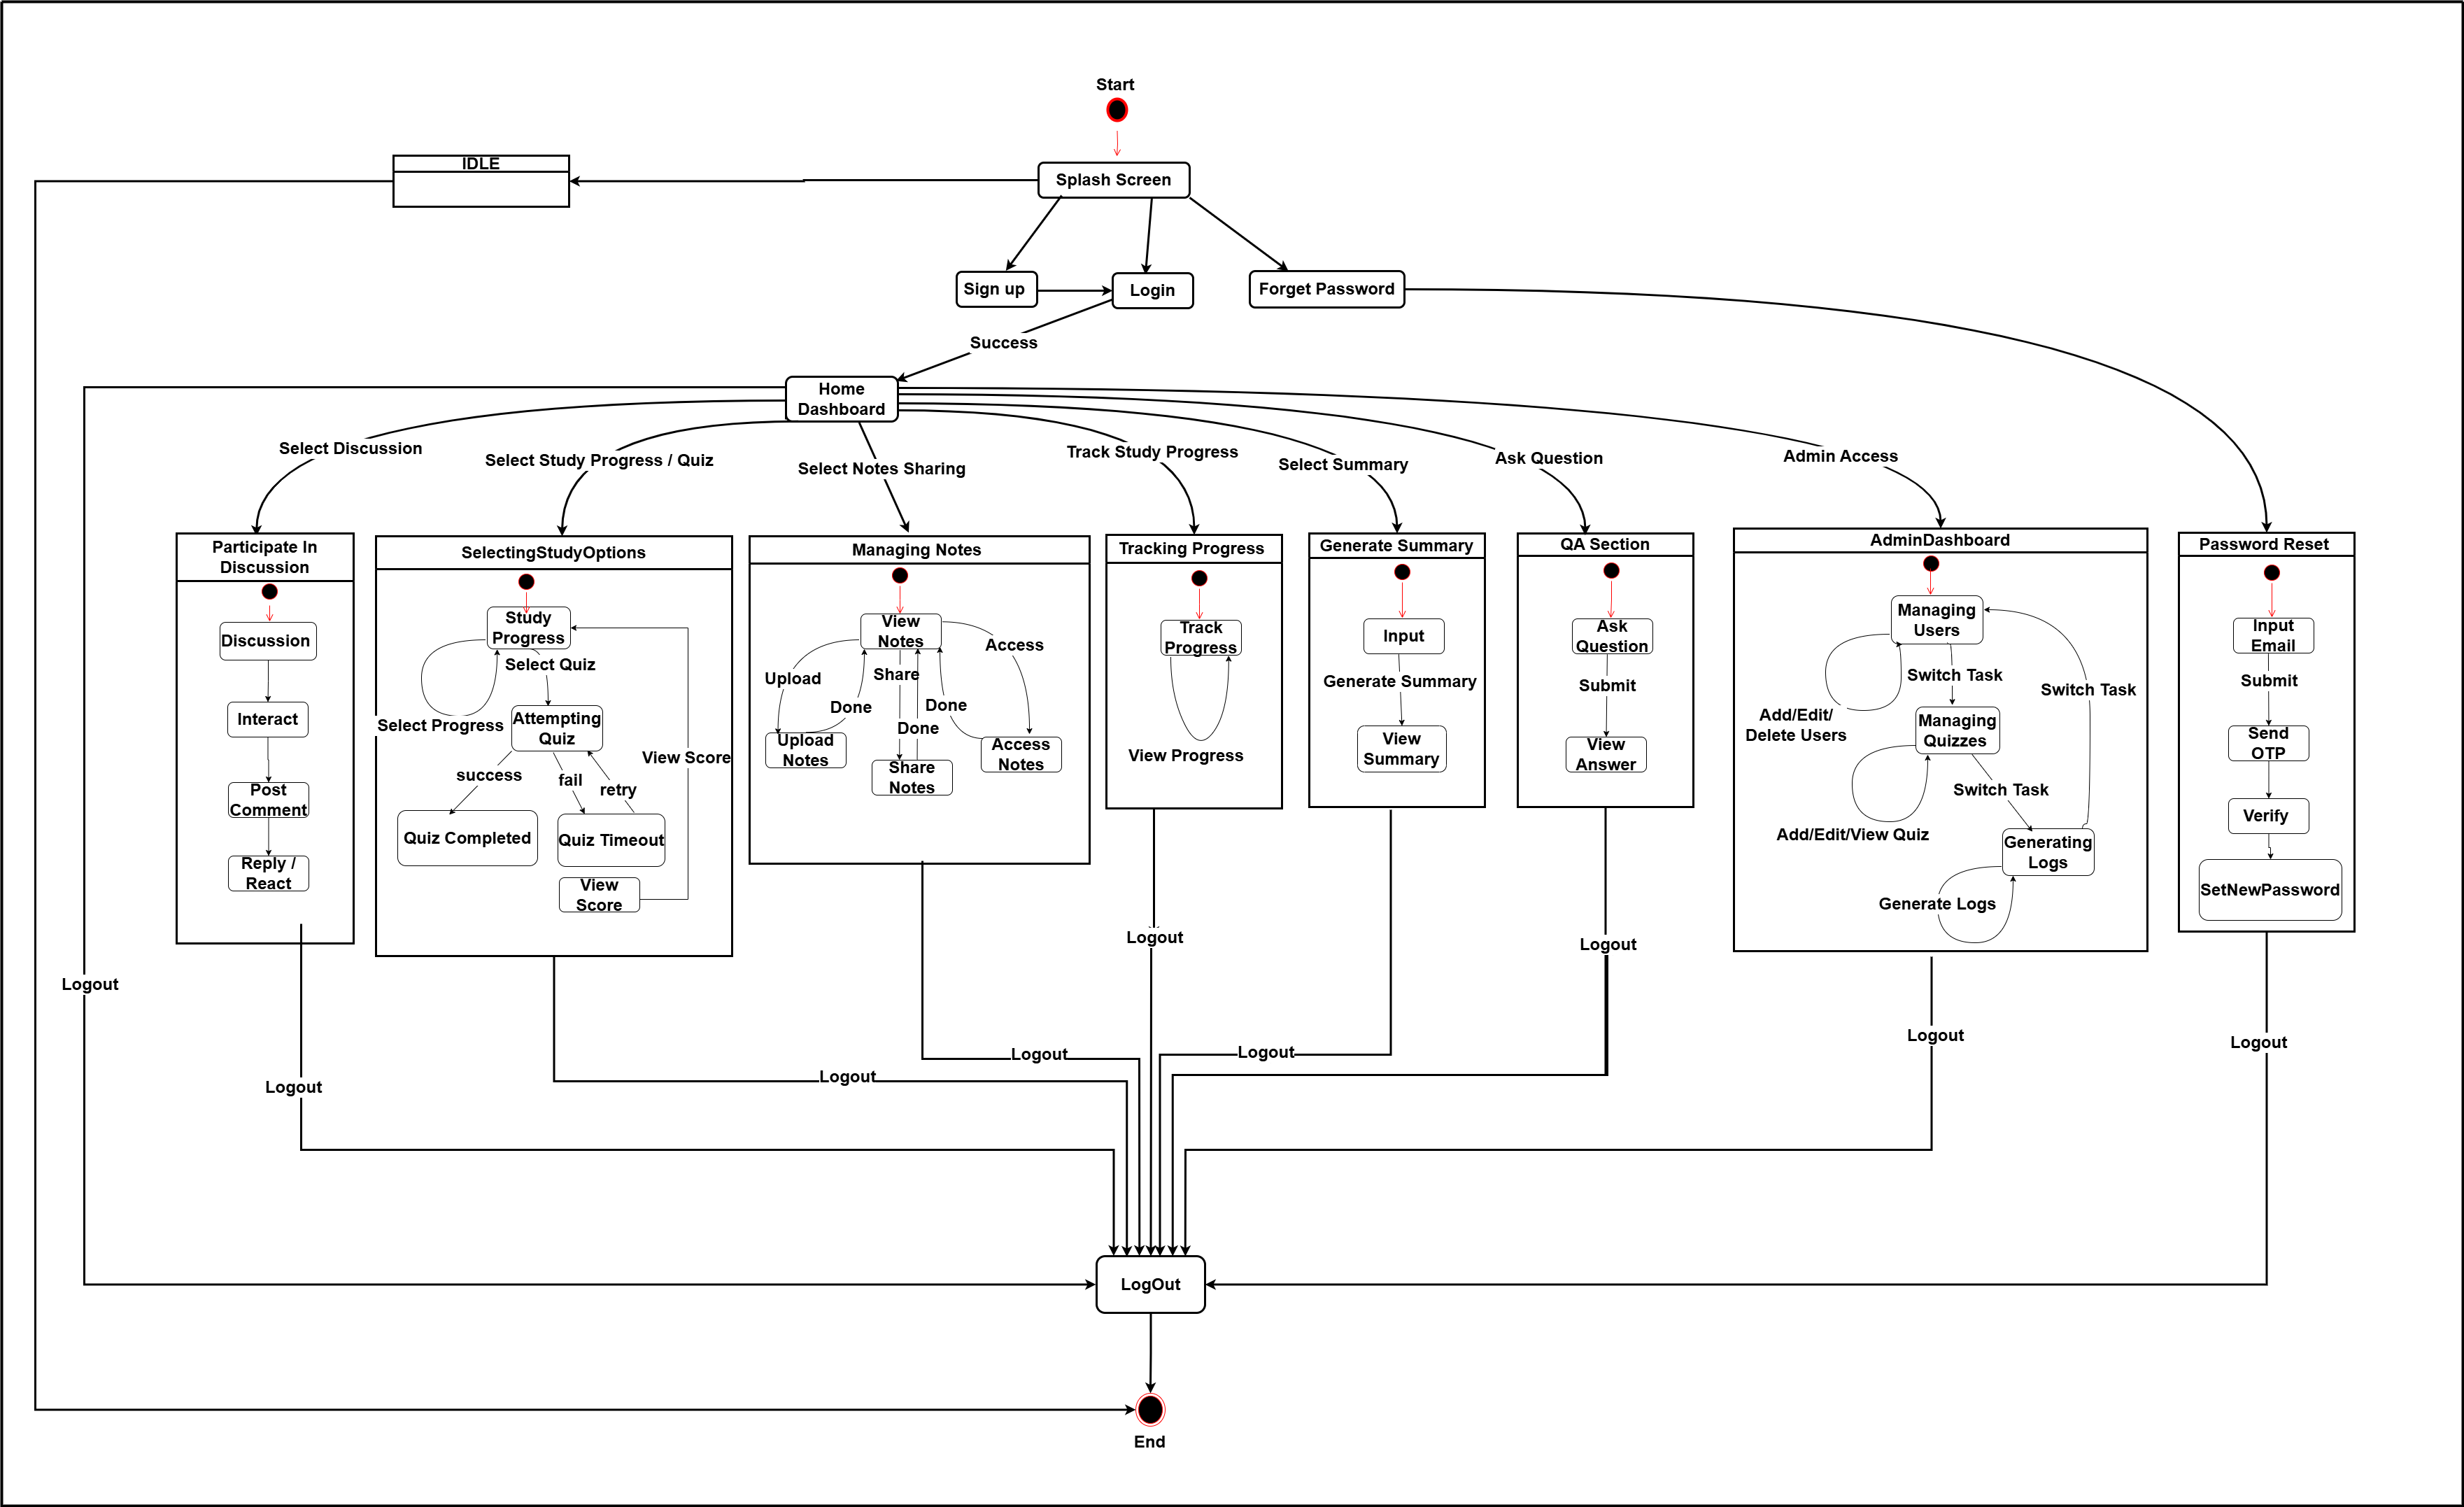 Start
IDLE
Splash Screen
Sign up
Login
Forget Password
Success
Home
Dashboard
Select Discussion
Select Study Progress / Quiz
Select Notes Sharing
Track Study Progress
Select Summary
Ask Question
Admin Access
Participate In
Discussion
Discussion
Interact
Post
Comment
Reply /
React
SelectingStudyOptions
Study
Progress
Select Quiz
Select Progress
Attempting
Quiz
View Score
success
fail
retry
Quiz Completed
Quiz Timeout
View
Score
Managing Notes
View
Notes
Access
Upload
Share
Done
Done
Done
Upload
Notes
Share
Notes
Access
Notes
Tracking Progress
Track
Progress
View Progress
Generate Summary
Input
Generate Summary
View
Summary
QA Section
Ask
Question
Submit
View
Answer
AdminDashboard
Managing
Users
Switch Task
Switch Task
Add/Edit/
Delete Users
Managing
Quizzes
Switch Task
Add/Edit/View Quiz
Generating
Logs
Generate Logs
Password Reset
Input
Email
Submit
Send
OTP
Verify
SetNewPassword
Logout
Logout
Logout
Logout
Logout
Logout
Logout
Logout
Logout
LogOut
End